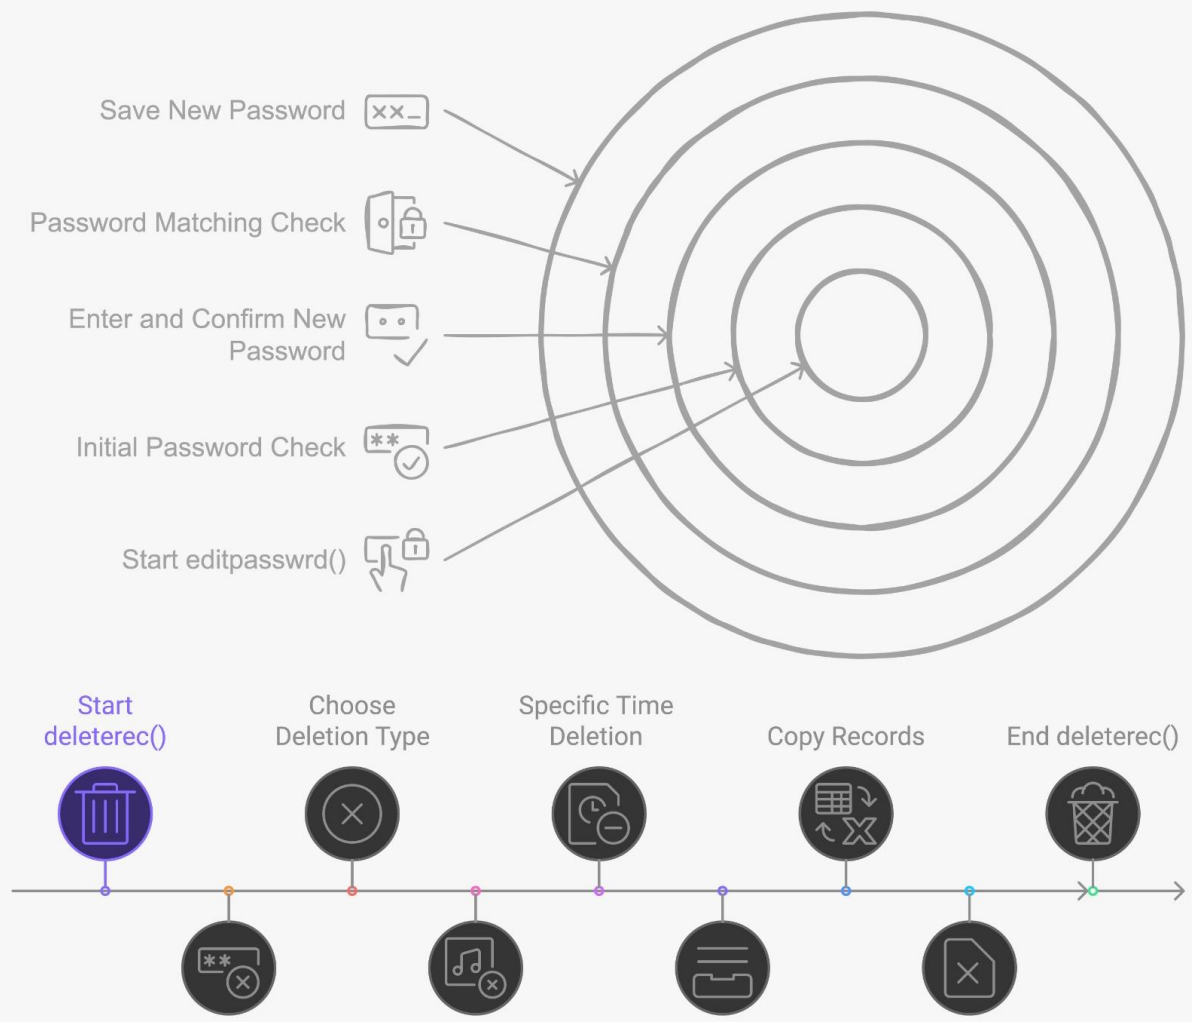 Save New Password
Password Matching Check
Enter and Confirm New
Password
Initial Password Check
Start editpasswrd()
Start
deleterec()
Choose
Deletion Type
Specific Time
Deletion
Copy Records
End deleterec()